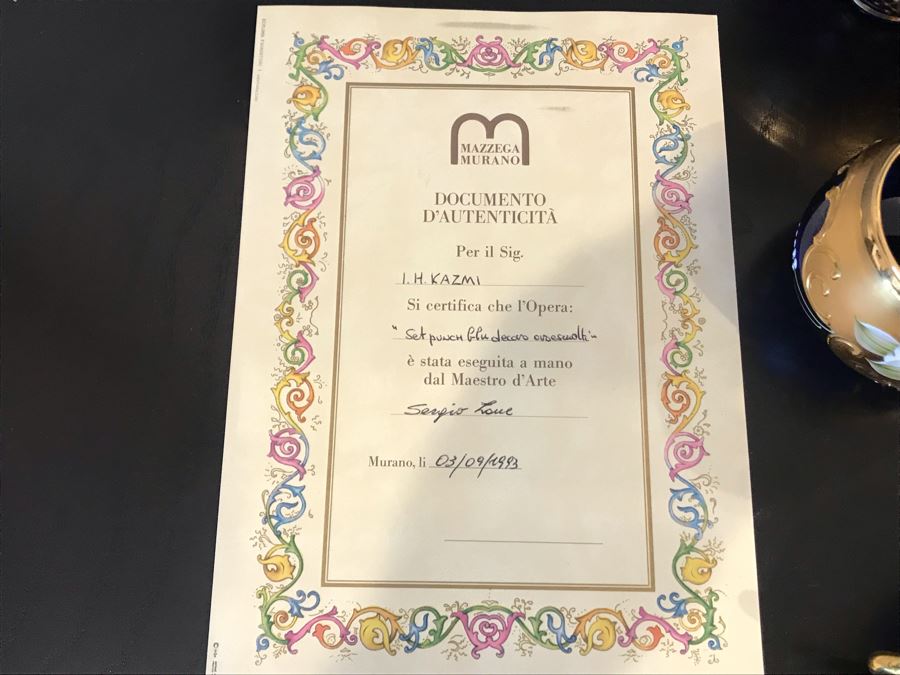 MAZZEGA
MURANO
DOCUMENTO
D'AUTENTICITÀ
Per il Sig.
I.H.KAZMI
Si certifica che l'Opera:
"Set punch blu decoro
è stata eseguita a mano
dal Maestro d'Arte
Sergio
Murano, li 03/09/1993